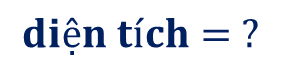 diện tích = ?